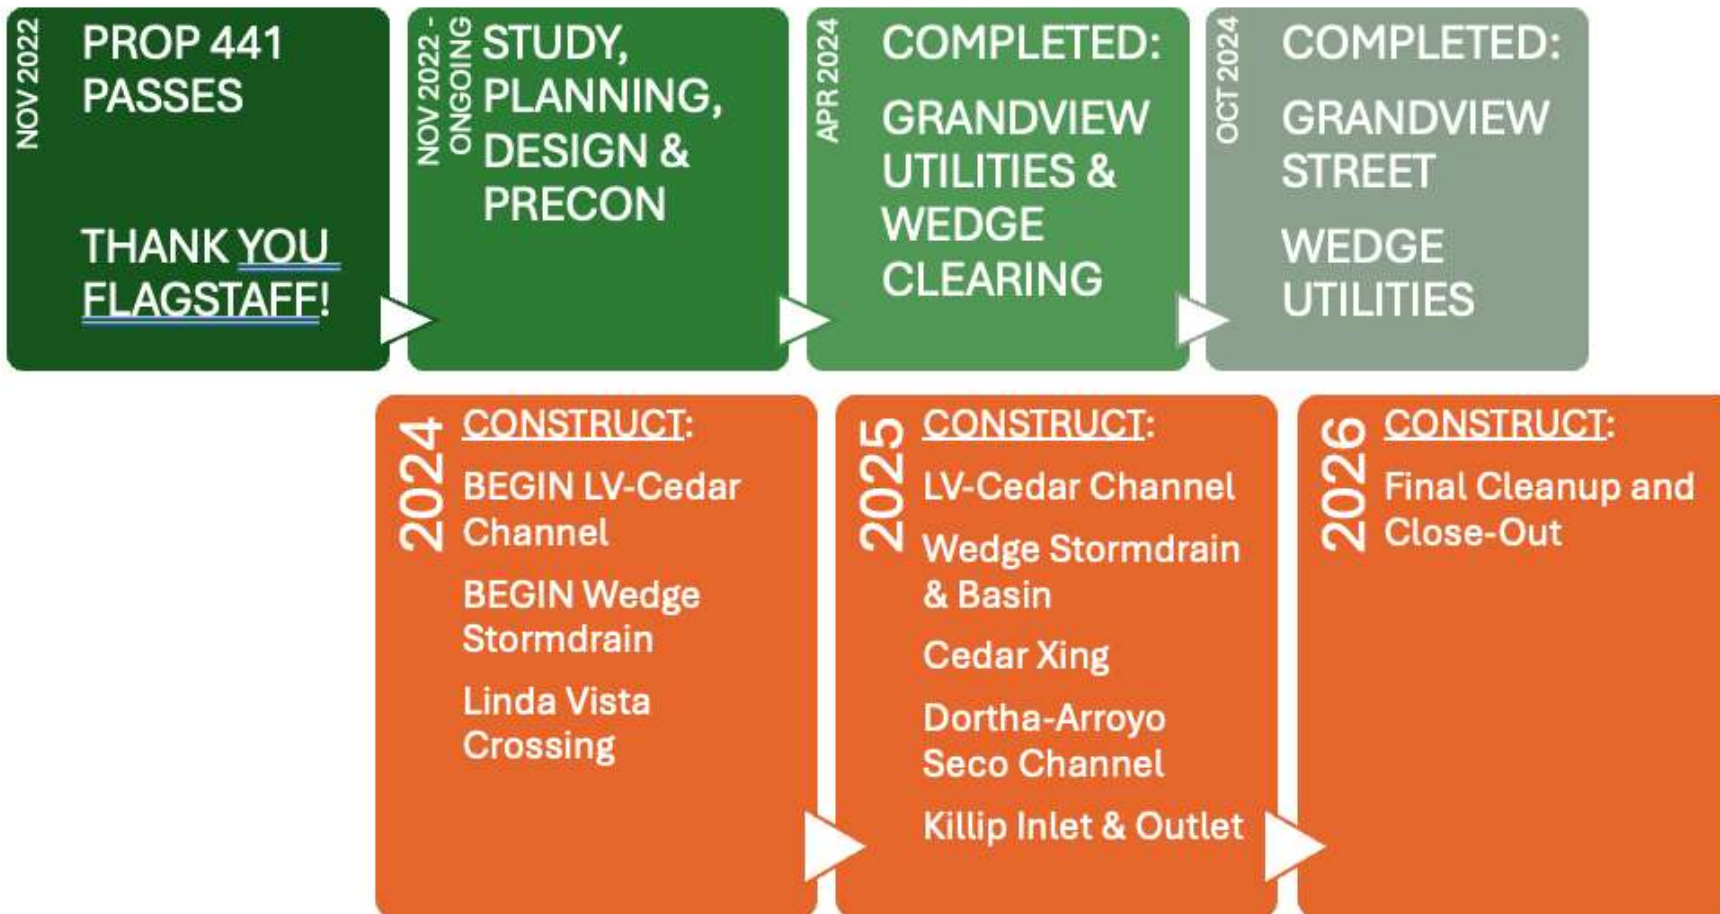 NOV 2022
PROP 441
PASSES
THANK YOU
FLAGSTAFF!
NOV 2022 -
ONGOING
STUDY,
PLANNING,
DESIGN &
PRECON
APR 2024
COMPLETED:
GRANDVIEW
UTILITIES &
WEDGE
CLEARING
OCT 2024
COMPLETED:
GRANDVIEW
STREET
WEDGE
UTILITIES
2024
CONSTRUCT:
BEGIN LV-Cedar
Channel
BEGIN Wedge
Stormdrain
Linda Vista
Crossing
2025
CONSTRUCT:
LV-Cedar Channel
Wedge Stormdrain
& Basin
Cedar Xing
Dortha-Arroyo
Seco Channel
Killip Inlet & Outlet
2026
CONSTRUCT:
Final Cleanup and
Close-Out